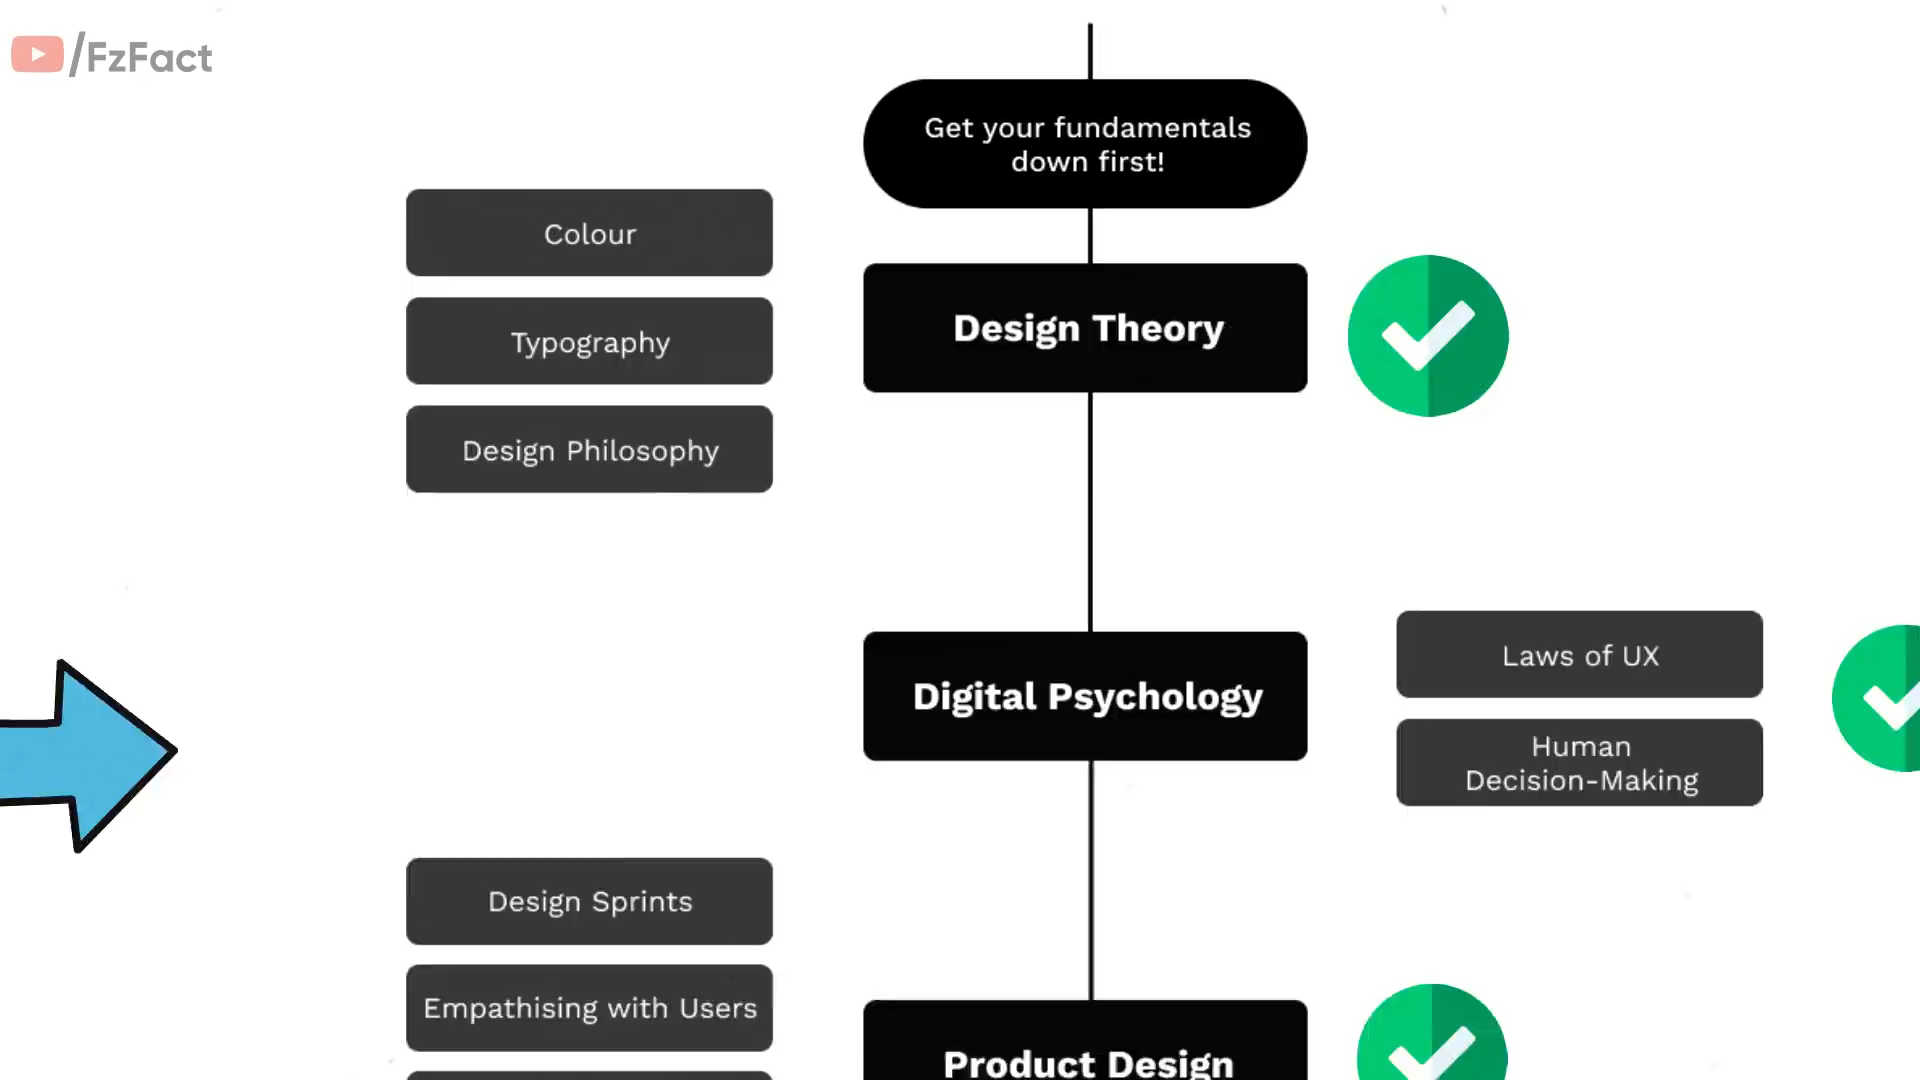 /FzFact
Get your fundamentals
down first!
Colour
Typography
Design Philosophy
Design Theory
Digital Psychology
Laws of UX
Human
Decision-Making
Design Sprints
Empathising with Users
Product Design